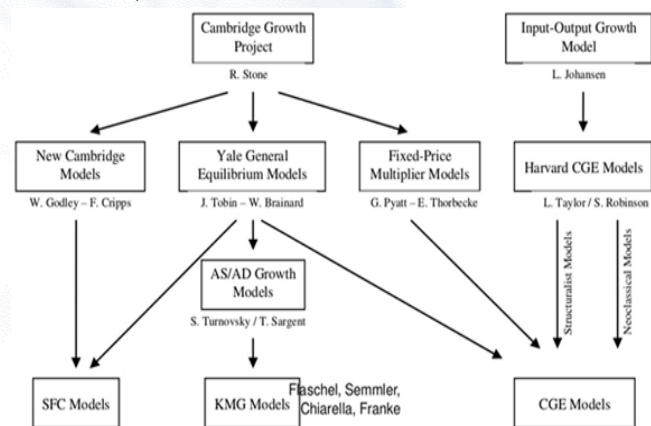 Cambridge Growth
Project
R. Stone
Input-Output Growth
Model
L. Johansen
New Cambridge
Models
W. Godley – F. Cripps
Yale General
Equilibrium Models
J. Tobin – W. Brainard
Fixed-Price
Multiplier Models
G. Pyatt – E. Thorbecke
Harvard CGE Models
L. Taylor / S. Robinson
Structuralist Models
Neoclassical Models
AS/AD Growth
Models
S. Turnovsky / T. Sargent
SFC Models
KMG Models
Flaschel, Semmler,
Chiarella, Franke
CGE Models